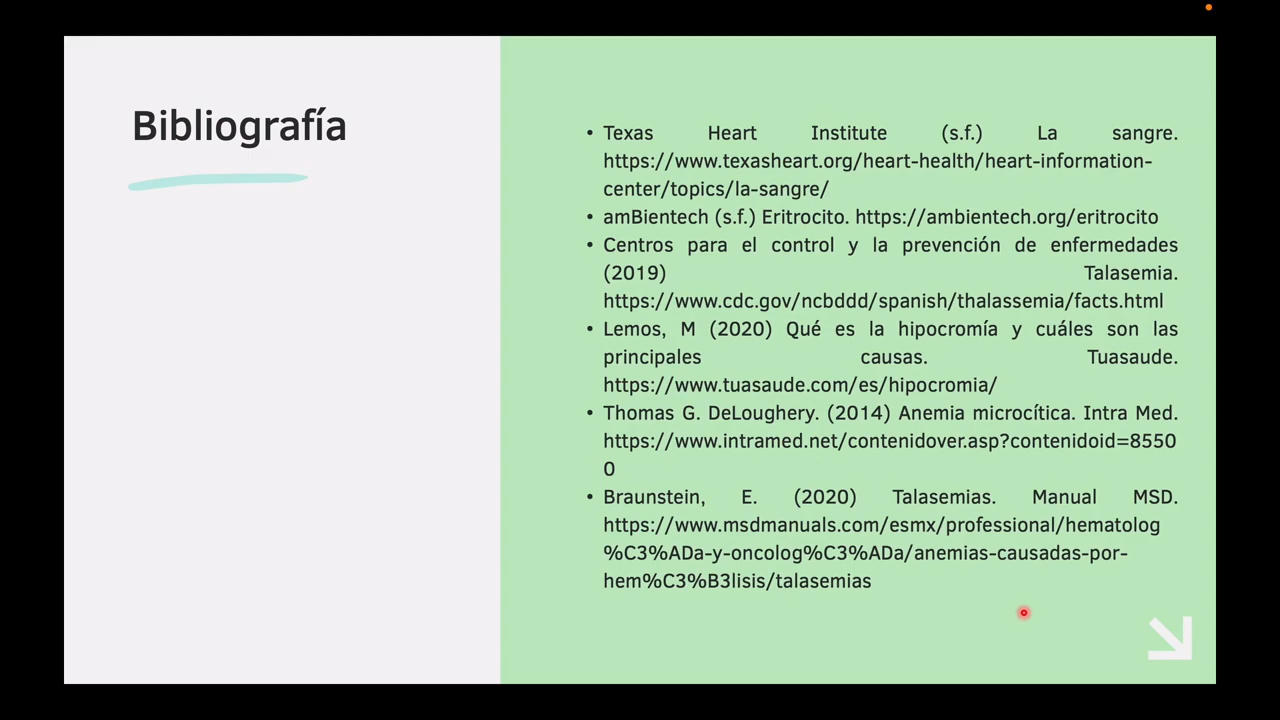 Bibliografía
• Texas Heart Institute (s.f.) La sangre.
https://www.texasheart.org/heart-health/heart-information-
center/topics/la-sangre/
• amBientech (s.f.) Eritrocito. https://ambientech.org/eritrocito
• Centros para el control y la prevención de enfermedades
(2019) Talasemia.
https://www.cdc.gov/ncbddd/spanish/thalassemia/facts.html
• Lemos, M (2020) Qué es la hipocromía y cuáles son las
principales causas. Tuasaude.
https://www.tuasaude.com/es/hipocromia/
• Thomas G. DeLoughery. (2014) Anemia microcítica. Intra Med.
https://www.intramed.net/contenidover.asp?contenidoid=8550
0
• Braunstein, E. (2020) Talasemias. Manual MSD.
https://www.msdmanuals.com/esmx/professional/hematolog
%C3%ADa-y-oncolog%C3%ADa/anemias-causadas-por-
hem%C3%B3lisis/talasemias